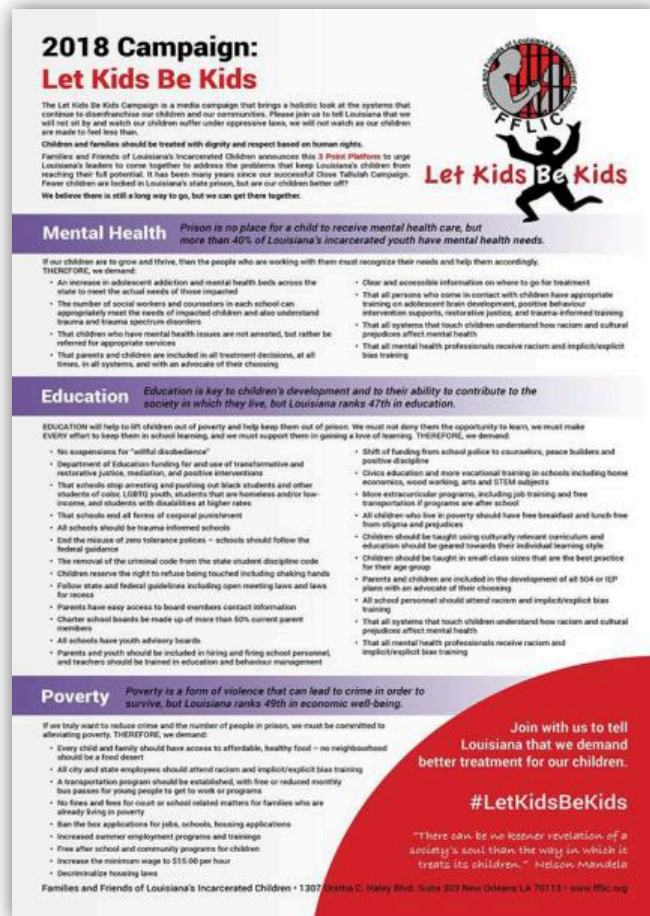 2018 Campaign:
Let Kids Be Kids
The Let Kids Be Kids Campaign is a media campaign that brings a holistic look at the systems that
continue to disenfranchise our children and our communities. Please join us to tell Louisiana that we
will not sit by and watch our children suffer under oppressive laws, we will not watch as our children
are made to feel less than.
Children and families should be treated with dignity and respect based on human rights.
Families and Friends of Louisiana's Incarcerated Children announces this 3 Point Platform to urge
Louisiana's leaders to come together to address the problems that keep Louisiana's children from
reaching their full potential. It has been many years since our successful Close Tallulah Campaign.
Fewer children are locked in Louisiana's state prison, but are our children better off?
We believe there is still a long way to go, but we can get there together.
Families and Friends of Louisiana's Incarcerated Children
FFLIC
Let Kids Be Kids
Mental Health
Prison is no place for a child to receive mental health care, but
more than 40% of Louisiana's incarcerated youth have mental health needs.
If our children are to grow and thrive, then the people who are working with them must recognize their needs and help them accordingly.
THEREFORE, we demand:
• An increase in adolescent addiction and mental health beds across the
state to meet the actual needs of those impacted
• The number of social workers and counselors in each school can
appropriately meet the needs of impacted children and also understand
trauma and trauma spectrum disorders
• That children who have mental health issues are not arrested, but rather be
referred for appropriate services
• That parents and children are included in all treatment decisions, at all
times, in all systems, and with an advocate of their choosing
• Clear and accessible information on where to go for treatment
• That all persons who come in contact with children have appropriate
training on adolescent brain development, positive behaviour
intervention supports, restorative justice, and trauma-informed training
• That all systems that touch children understand how racism and cultural
prejudices affect mental health
• That all mental health professionals receive racism and implicit/explicit
bias training
Education
Education is key to children's development and to their ability to contribute to the
society in which they live, but Louisiana ranks 47th in education.
EDUCATION will help to lift children out of poverty and help keep them out of prison. We must not deny them the opportunity to learn, we must make
EVERY effort to keep them in school learning, and we must support them in gaining a love of learning. THEREFORE, we demand:
• No suspensions for "willful disobedience"
• Department of Education funding for and use of transformative and
restorative justice, mediation, and positive interventions
• That schools stop arresting and pushing out black students and other
students of color, LGBTQ youth, students that are homeless and/or low-
income, and students with disabilities at higher rates
• That schools end all forms of corporal punishment
• All schools should be trauma-informed schools
• End the misuse of zero tolerance polices – schools should follow the
federal guidance
• The removal of the criminal code from the state student discipline code
• Children reserve the right to refuse being touched including shaking hands
• Follow state and federal guidelines including open meeting laws and laws
for recess
• Parents have easy access to board members contact information
• Charter school boards be made up of more than 50% current parent
members
• All schools have youth advisory boards
• Parents and youth should be included in hiring and firing school personnel,
and teachers should be trained in education and behaviour management
• Shift of funding from school police to counselors, peace builders and
positive discipline
• Civics education and more vocational training in schools including home
economics, wood working, arts and STEM subjects
• More extracurricular programs, including job training and free
transportation if programs are after school
• All children who live in poverty should have free breakfast and lunch free
from stigma and prejudices
• Children should be taught using culturally relevant curriculum and
education should be geared towards their individual learning style
• Children should be taught in small class sizes that are the best practice
for their age group
• Parents and children are included in the development of all 504 or IEP
plans with an advocate of their choosing
• All school personnel should attend racism and implicit/explicit bias
training
• That all systems that touch children understand how racism and cultural
prejudices affect mental health
• That all mental health professionals receive racism and
implicit/explicit bias training
Poverty
Poverty is a form of violence that can lead to crime in order to
survive, but Louisiana ranks 49th in economic well-being.
If we truly want to reduce crime and the number of people in prison, we must be committed to
alleviating poverty. THEREFORE, we demand:
• Every child and family should have access to affordable, healthy food – no neighbourhood
should be a food desert
• All city and state employees should attend racism and implicit/explicit bias training
• A transportation program should be established, with free or reduced monthly
bus passes for young people to get to work or programs
• No fines and fees for court or school related matters for families who are
already living in poverty
• Ban the box applications for jobs, schools, housing applications
• Increased summer employment programs and trainings
• Free after school and community programs for children
• Increase the minimum wage to $15.00 per hour
• Decriminalize housing laws
Join with us to tell
Louisiana that we demand
better treatment for our children.
#LetKidsBeKids
"There can be no keener revelation of a
society's soul than the way in which it
treats its children." Nelson Mandela
Families and Friends of Louisiana's Incarcerated Children • 1307 Oretha C. Haley Blvd. Suite 303 New Orleans LA 70113 • www.fflic.org